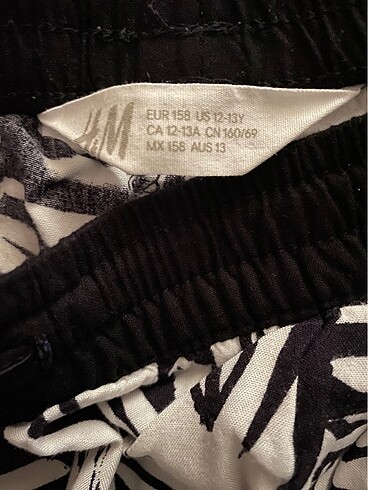 H&M
EUR 158 US 12-13Y
CA 12-13A CN 160/69
MX 158 AUS 13